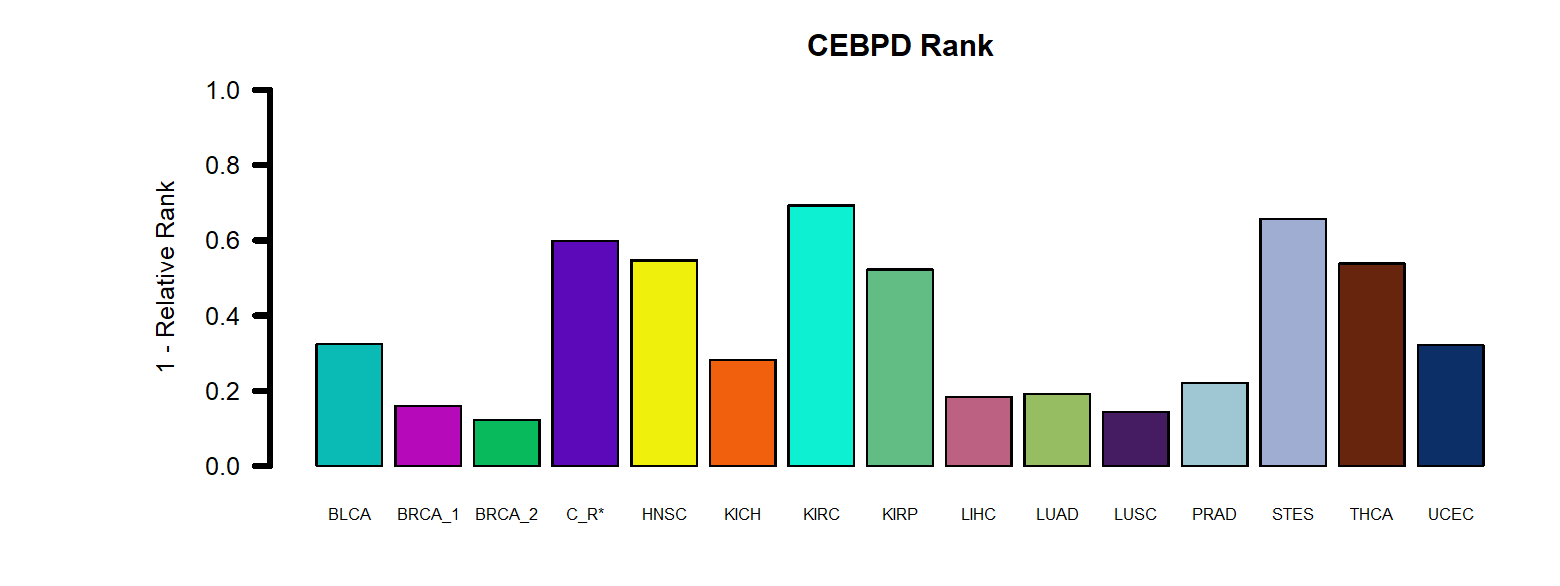 CEBPD Rank
1 - Relative Rank
1.0
0.8
0.6
0.4
0.2
0.0
BLCA BRCA_1 BRCA_2 C_R* HNSC KICH KIRC KIRP LIHC LUAD LUSC PRAD STES THCA UCEC